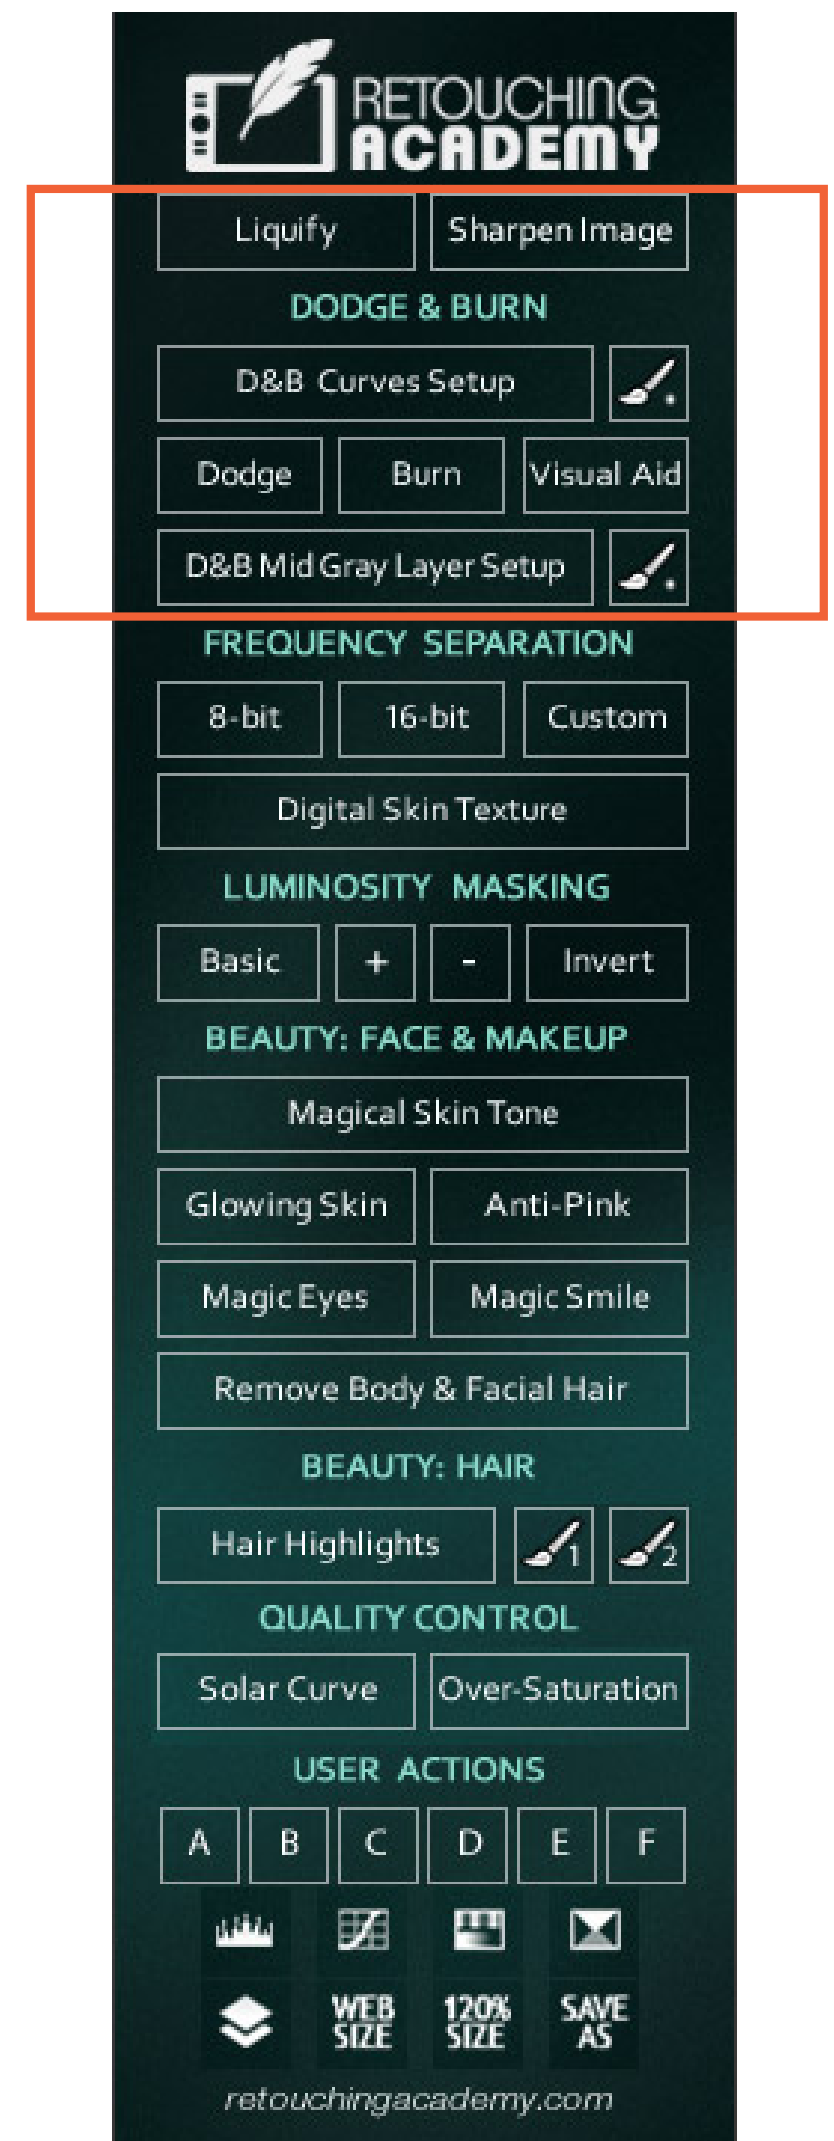 RETOUCHING
ACADEMY
Liquify Sharpen Image
DODGE & BURN
D&B Curves Setup
Dodge Burn Visual Aid
D&B Mid Gray Layer Setup
FREQUENCY SEPARATION
8-bit 16-bit Custom
Digital Skin Texture
LUMINOSITY MASKING
Basic + - Invert
BEAUTY: FACE & MAKEUP
Magical Skin Tone
Glowing Skin Anti-Pink
Magic Eyes Magic Smile
Remove Body & Facial Hair
BEAUTY: HAIR
Hair Highlights 1 2
QUALITY CONTROL
Solar Curve Over-Saturation
USER ACTIONS
A B C D E F
WEB SIZE 120% SIZE SAVE AS
retouchingacademy.com